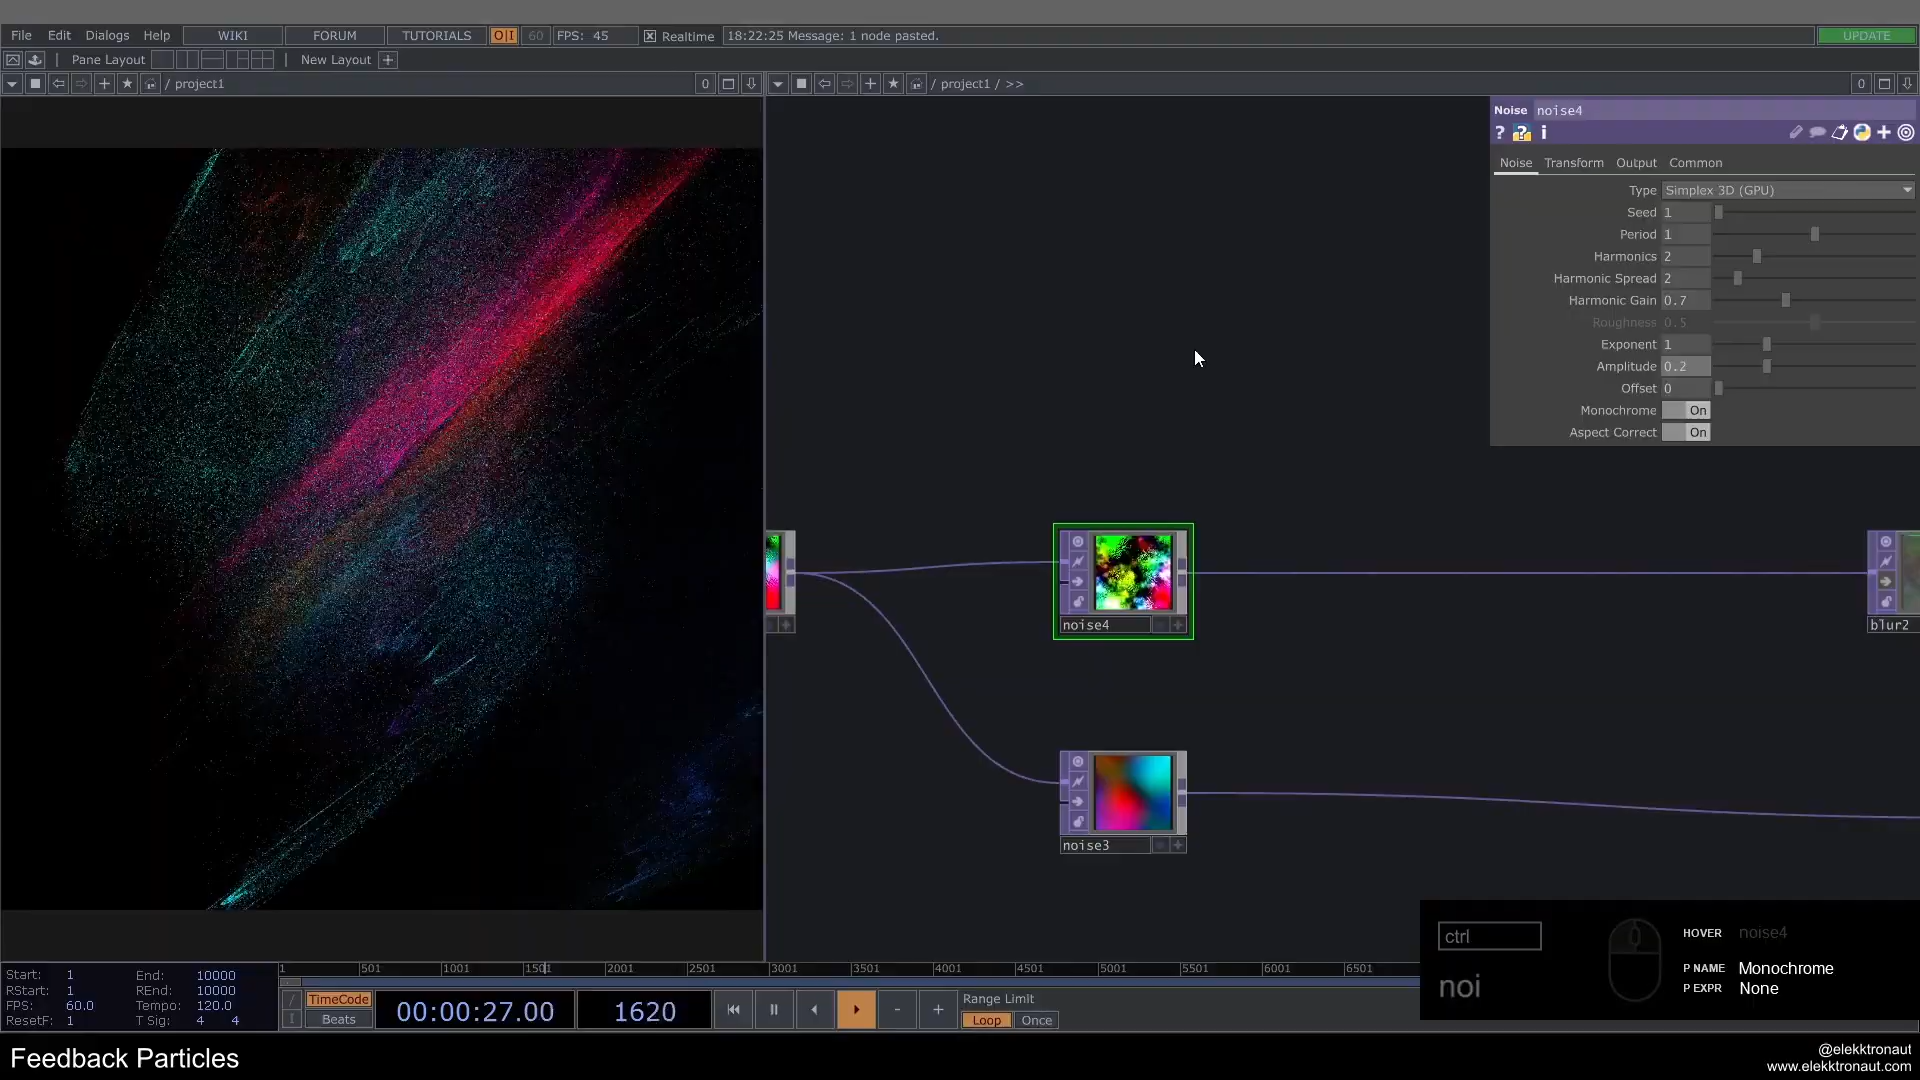 File Edit Dialogs Help WIKI FORUM TUTORIALS O|I 60 FPS: 45 Realtime 18:22:25 Message: 1 node pasted. UPDATE
Pane Layout New Layout +
/ project1 0
/ project1 / >> 0
Noise noise4
? ? i
Noise Transform Output Common
Type Simplex 3D (GPU)
Seed 1
Period 1
Harmonics 2
Harmonic Spread 2
Harmonic Gain 0.7
Roughness 0.5
Exponent 1
Amplitude 0.2
Offset 0
Monochrome On
Aspect Correct On
noise4
blur2
noise3
ctrl
noi
HOVER noise4
P NAME Monochrome
P EXPR None
Start: 1 End: 10000
RStart: 1 REnd: 10000
FPS: 60.0 Tempo: 120.0
ResetF: 1 T Sig: 4 4
1 501 1001 1501 2001 2501 3001 3501 4001 4501 5001 5501 6001 6501
TimeCode
Beats
00:00:27.00
1620
- +
Range Limit
Loop Once
Feedback Particles
@elekktronaut
www.elekktronaut.com